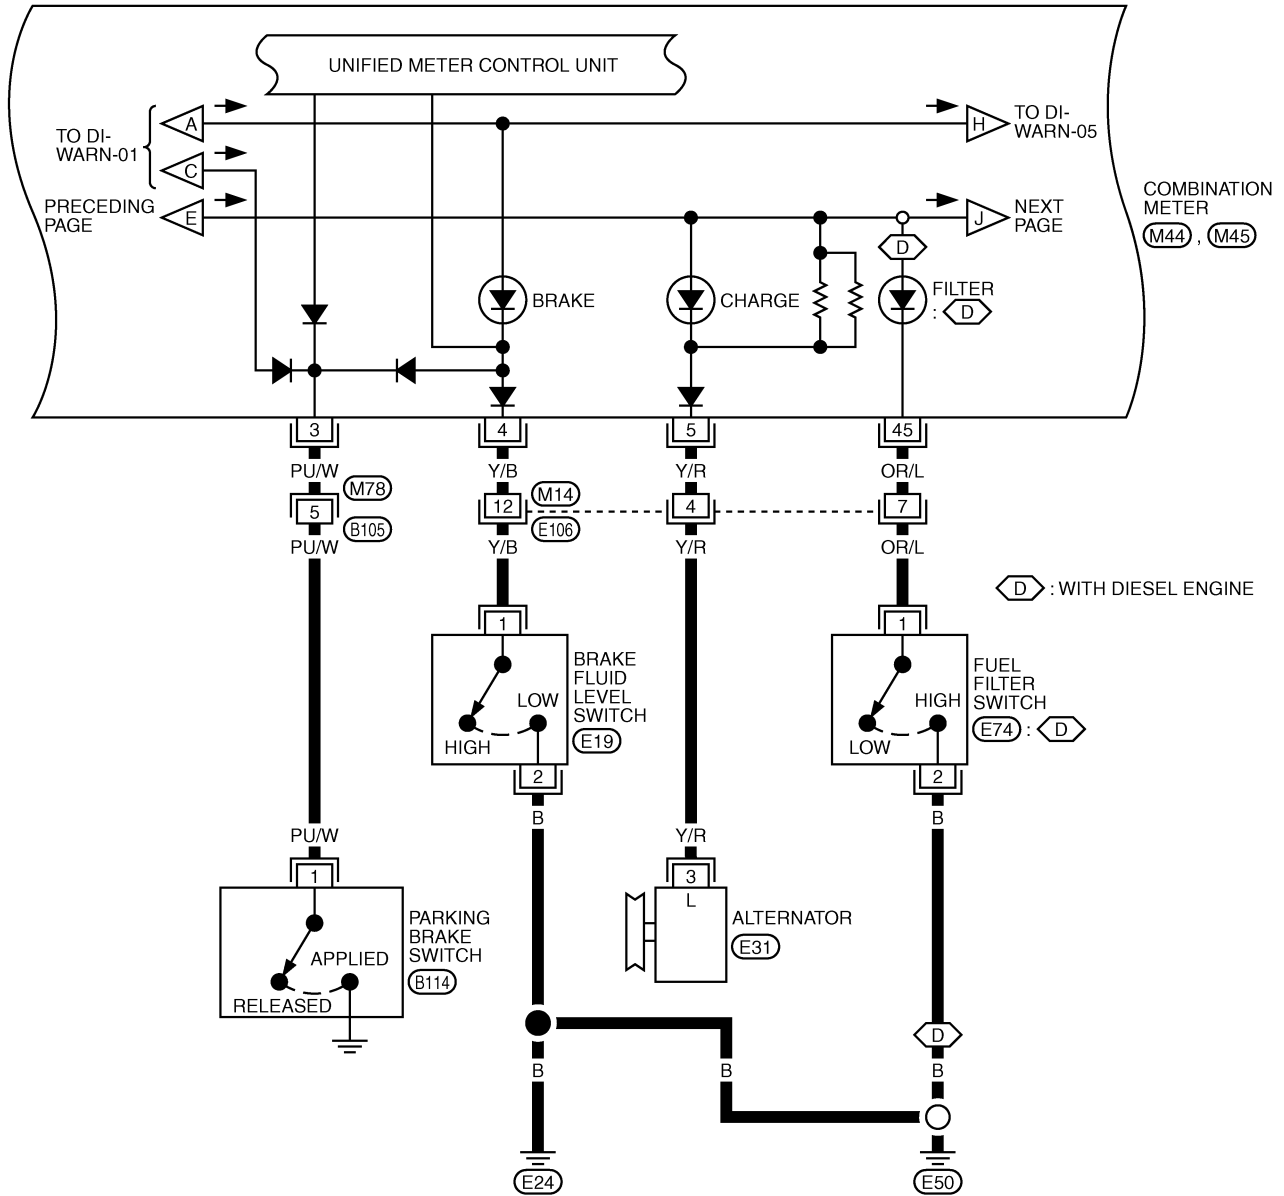 UNIFIED METER CONTROL UNIT
TO DI-
WARN-01
A
C
H
TO DI-
WARN-05
PRECEDING
PAGE
E
J
NEXT
PAGE
COMBINATION
METER
M44 , M45
D
BRAKE
CHARGE
FILTER
: D
3
4
5
45
PU/W
Y/B
Y/R
OR/L
M78
5
B105
12
M14
E106
4
7
PU/W
Y/B
Y/R
OR/L
D : WITH DIESEL ENGINE
1
BRAKE
FLUID
LEVEL
SWITCH
E19
LOW
HIGH
2
1
FUEL
FILTER
SWITCH
E74 : D
HIGH
LOW
2
B
B
PU/W
Y/R
1
PARKING
BRAKE
SWITCH
B114
APPLIED
RELEASED
3
L
ALTERNATOR
E31
D
B
B
B
E24
E50